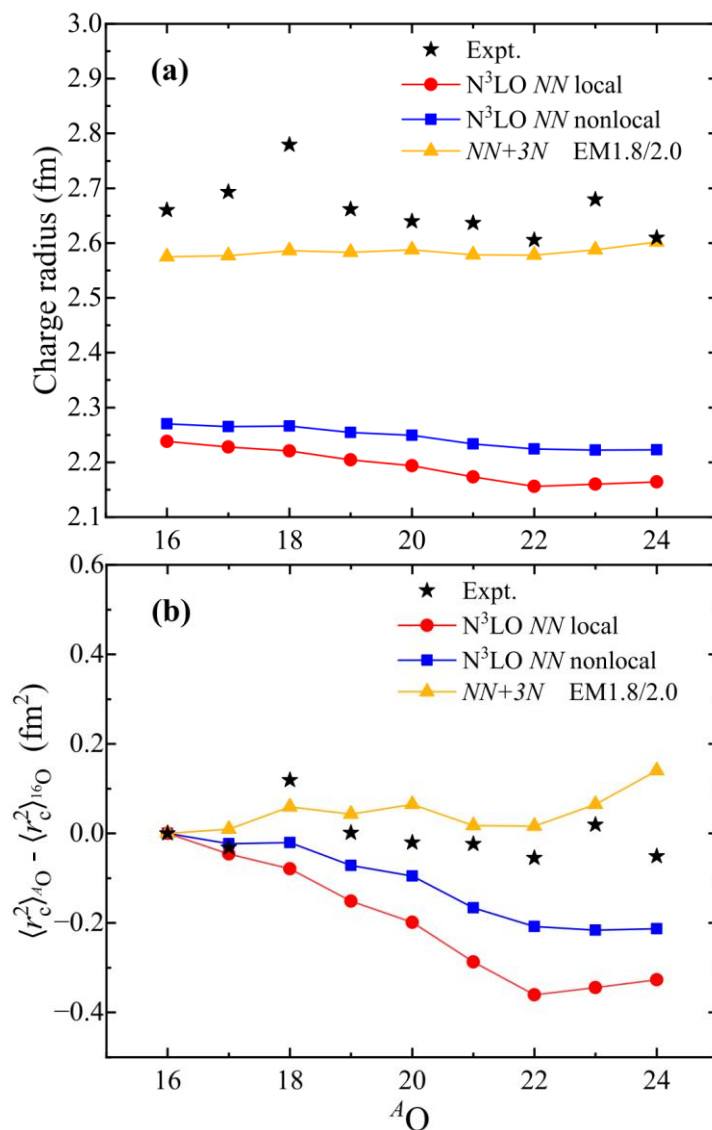 3.0
(a)
Expt.
N³LO NN local
2.9
N³LO NN nonlocal
NN+3N EM1.8/2.0
2.8
2.7
2.6
2.5
2.4
2.3
2.2
2.1
Charge radius (fm)
16 18 20 22 24
0.6
(b)
Expt.
N³LO NN local
N³LO NN nonlocal
0.4
NN+3N EM1.8/2.0
0.2
0.0
−0.2
−0.4
⟨r²c⟩ᴬO - ⟨r²c⟩¹⁶O (fm²)
16 18 20 22 24
ᴬO